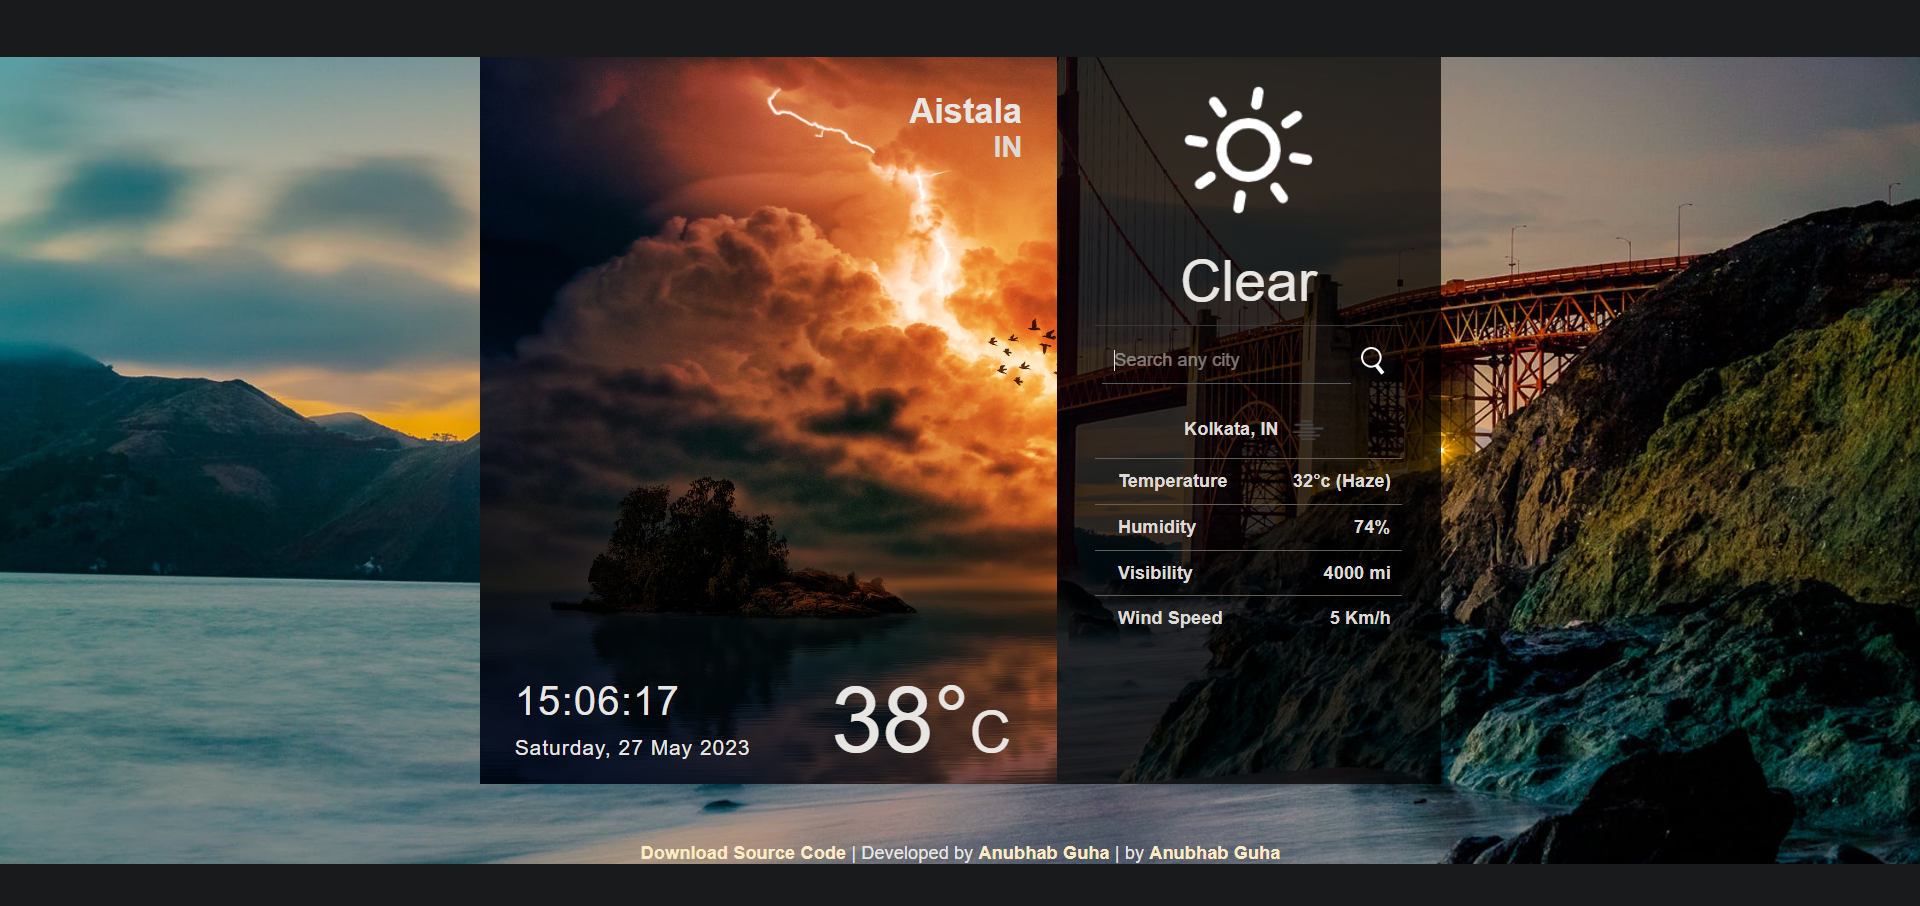 Aistala
IN
15:06:17
Saturday, 27 May 2023
38°C
Clear
Search any city
Kolkata, IN
Temperature 32°c (Haze)
Humidity 74%
Visibility 4000 mi
Wind Speed 5 Km/h
Download Source Code | Developed by Anubhab Guha | by Anubhab Guha